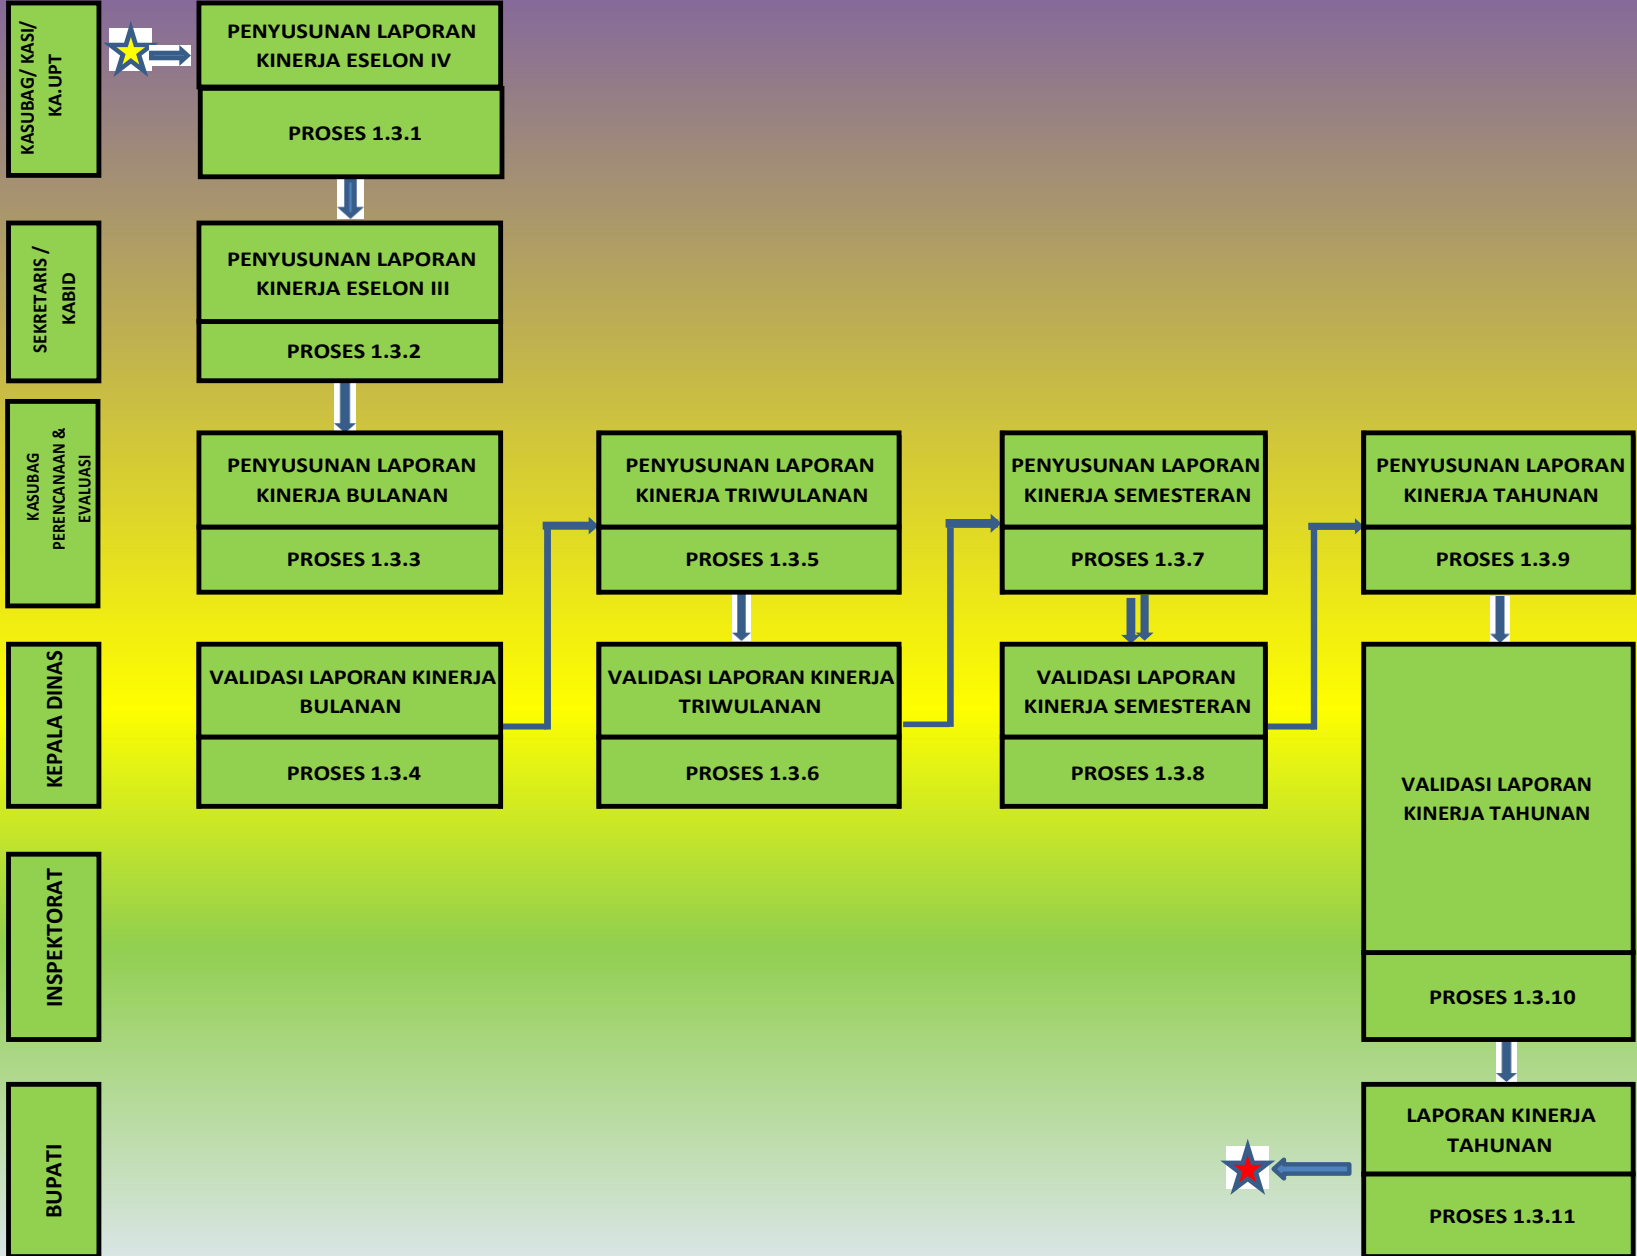 KASUBAG/ KASI/
KA.UPT
PENYUSUNAN LAPORAN
KINERJA ESELON IV
PROSES 1.3.1
SEKRETARIS /
KABID
PENYUSUNAN LAPORAN
KINERJA ESELON III
PROSES 1.3.2
KASUBAG
PERENCANAAN &
EVALUASI
PENYUSUNAN LAPORAN
KINERJA BULANAN
PROSES 1.3.3
PENYUSUNAN LAPORAN
KINERJA TRIWULANAN
PROSES 1.3.5
PENYUSUNAN LAPORAN
KINERJA SEMESTERAN
PROSES 1.3.7
PENYUSUNAN LAPORAN
KINERJA TAHUNAN
PROSES 1.3.9
KEPALA DINAS
VALIDASI LAPORAN KINERJA
BULANAN
PROSES 1.3.4
VALIDASI LAPORAN KINERJA
TRIWULANAN
PROSES 1.3.6
VALIDASI LAPORAN
KINERJA SEMESTERAN
PROSES 1.3.8
VALIDASI LAPORAN
KINERJA TAHUNAN
PROSES 1.3.10
INSPEKTORAT
BUPATI
LAPORAN KINERJA
TAHUNAN
PROSES 1.3.11